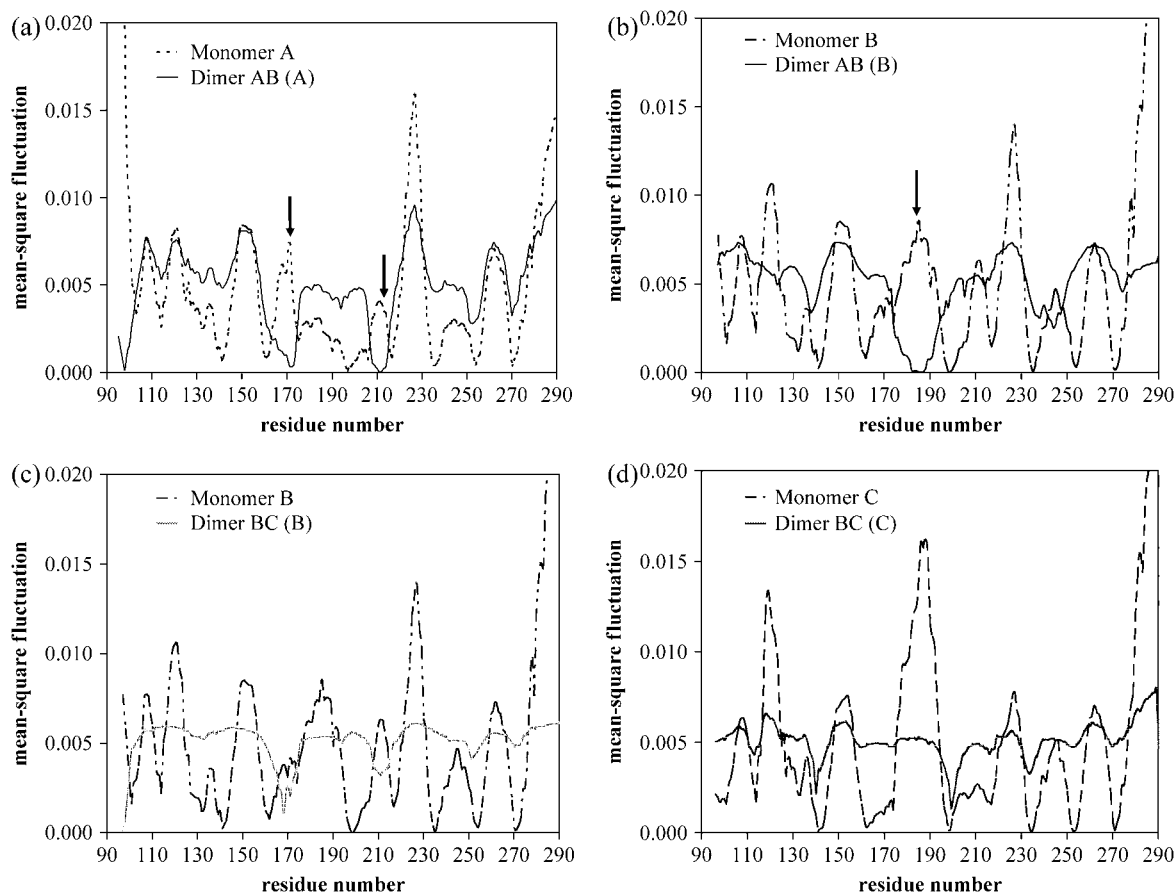 (a)
Monomer A
Dimer AB (A)
mean-square fluctuation
0.020
0.015
0.010
0.005
0.000
90 110 130 150 170 190 210 230 250 270 290
residue number
(b)
Monomer B
Dimer AB (B)
mean-squre fluctuation
0.020
0.015
0.010
0.005
0.000
90 110 130 150 170 190 210 230 250 270 290
residue number
(c)
Monomer B
Dimer BC (B)
mean-square fluctuation
0.020
0.015
0.010
0.005
0.000
90 110 130 150 170 190 210 230 250 270 290
residue number
(d)
Monomer C
Dimer BC (C)
mean-square fluctuation
0.020
0.015
0.010
0.005
0.000
90 110 130 150 170 190 210 230 250 270 290
residue number